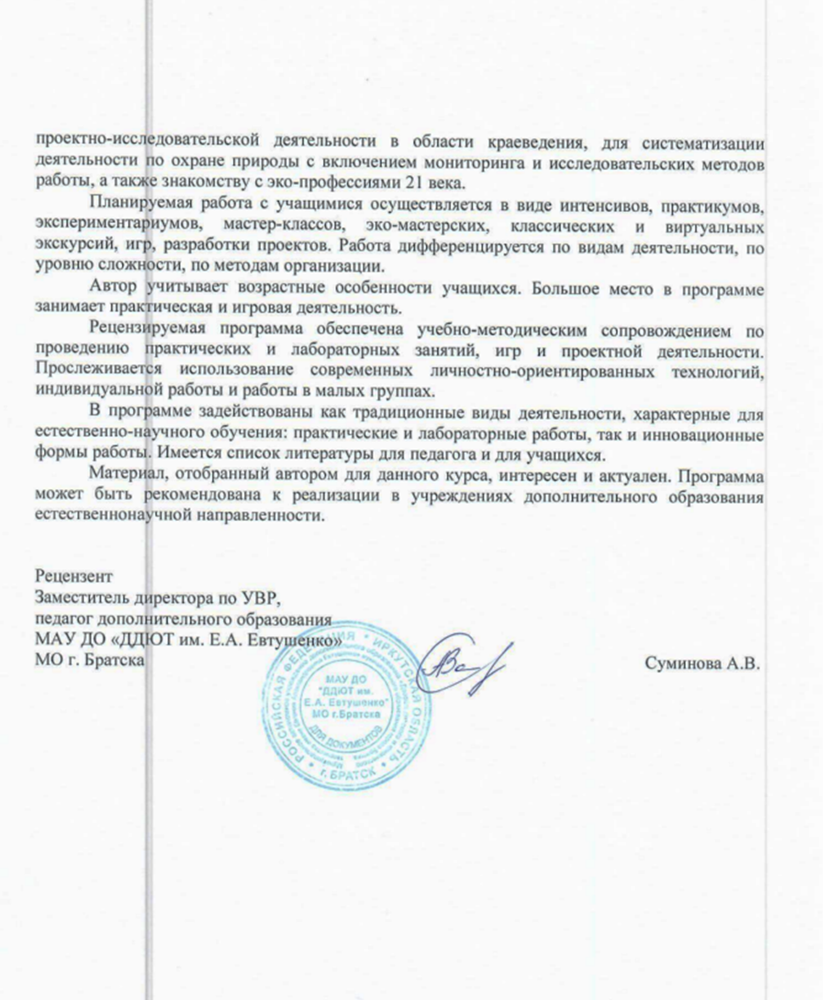 проектно-исследовательской деятельности в области краеведения, для систематизации
деятельности по охране природы с включением мониторинга и исследовательских методов
работы, а также знакомству с эко-профессиями 21 века.
Планируемая работа с учащимися осуществляется в виде интенсивов, практикумов,
экспериментариумов, мастер-классов, эко-мастерских, классических и виртуальных
экскурсий, игр, разработки проектов. Работа дифференцируется по видам деятельности, по
уровню сложности, по методам организации.
Автор учитывает возрастные особенности учащихся. Большое место в программе
занимает практическая и игровая деятельность.
Рецензируемая программа обеспечена учебно-методическим сопровождением по
проведению практических и лабораторных занятий, игр и проектной деятельности.
Прослеживается использование современных личностно-ориентированных технологий,
индивидуальной работы и работы в малых группах.
В программе задействованы как традиционные виды деятельности, характерные для
естественно-научного обучения: практические и лабораторные работы, так и инновационные
формы работы. Имеется список литературы для педагога и для учащихся.
Материал, отобранный автором для данного курса, интересен и актуален. Программа
может быть рекомендована к реализации в учреждениях дополнительного образования
естественнонаучной направленности.
Рецензент
Заместитель директора по УВР,
педагог дополнительного образования
МАУ ДО «ДДЮТ им. Е.А. Евтушенко»
МО г. Братска
Суминова А.В.
РОССИЙСКАЯ ФЕДЕРАЦИЯ * ИРКУТСКАЯ ОБЛАСТЬ
* г. БРАТСК *
МАУ ДО
"ДДЮТ им.
Е.А. Евтушенко"
МО г.Братска
ДЛЯ ДОКУМЕНТОВ